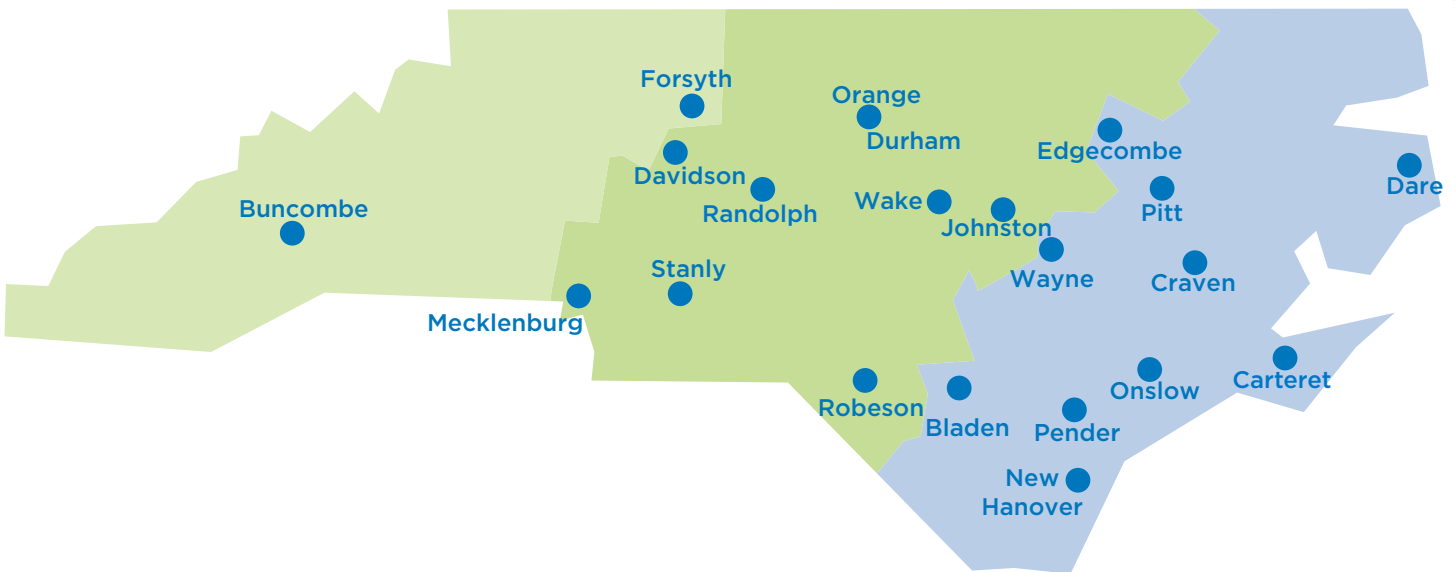 Forsyth
Orange
Durham
Edgecombe
Davidson
Dare
Randolph
Wake
Pitt
Buncombe
Johnston
Stanly
Wayne
Craven
Mecklenburg
Carteret
Onslow
Robeson
Bladen
Pender
New
Hanover